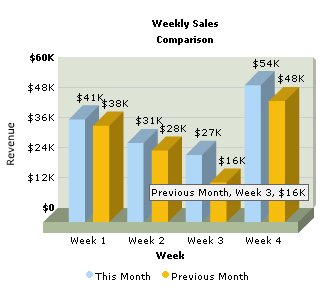 Weekly Sales
Comparison
$60K
$48K
$36K
$24K
$12K
$0
Revenue
$41K
$38K
$31K
$28K
$27K
$16K
$54K
$48K
Previous Month, Week 3, $16K
Week 1
Week 2
Week 3
Week 4
Week
This Month
Previous Month